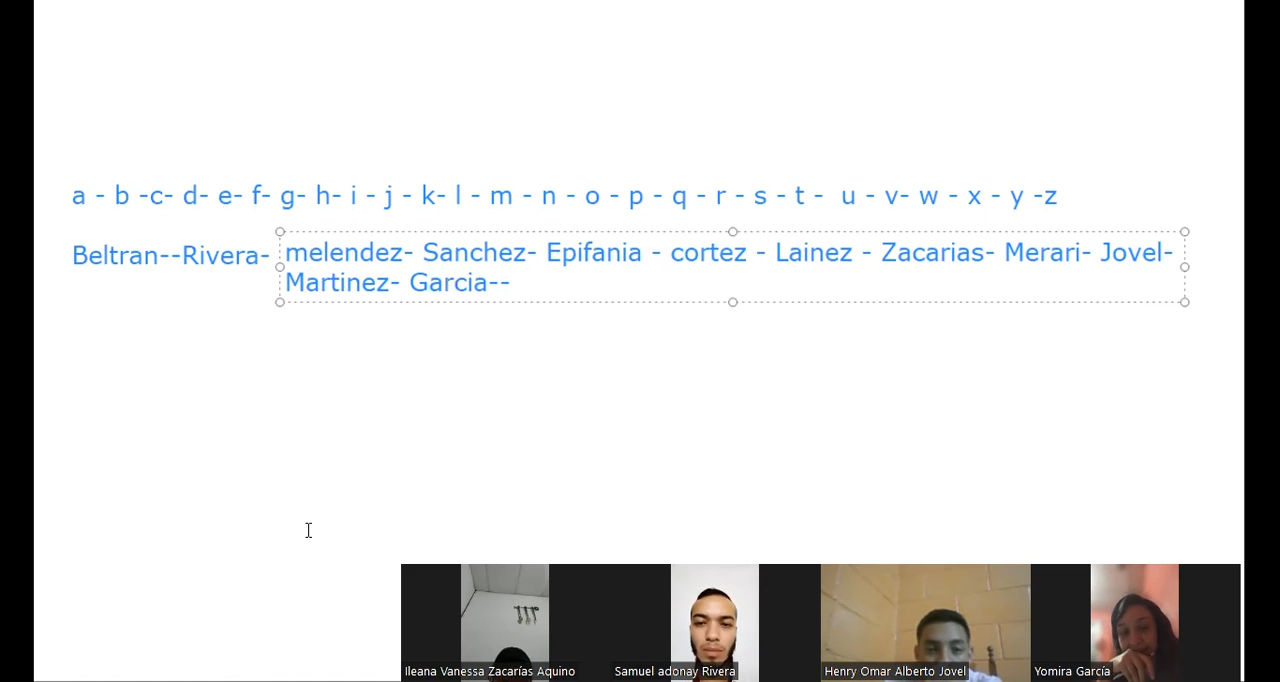 a - b -c- d- e- f- g- h- i - j - k- l - m - n - o - p - q - r - s - t -  u - v- w - x - y -z
Beltran--Rivera- melendez- Sanchez- Epifania - cortez - Lainez - Zacarias- Merari- Jovel-
Martinez- Garcia--
Ileana Vanessa Zacarías Aquino
Samuel adonay Rivera
Henry Omar Alberto Jovel
Yomira García